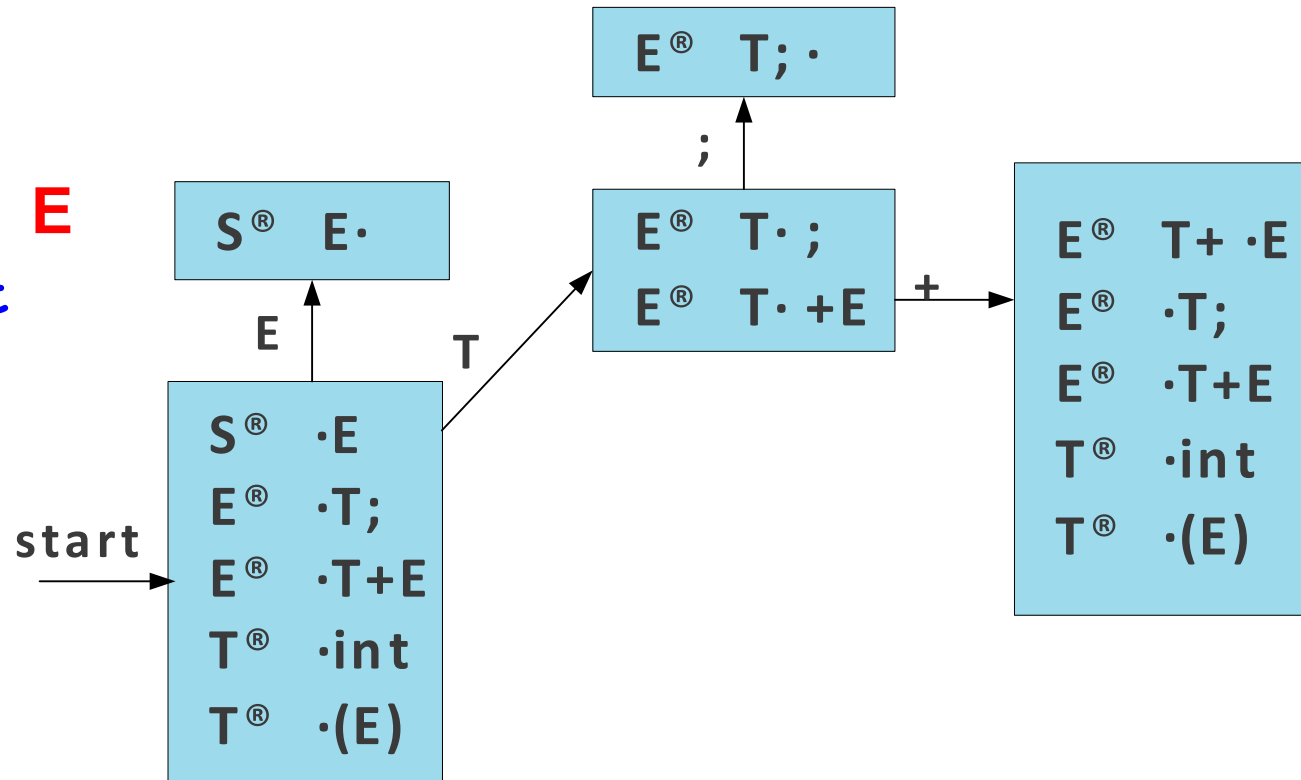 E® T; ·
;
E
S® E·
E® T· ;
E® T· +E
+
E
T
E® T+ ·E
E® ·T;
E® ·T+E
T® ·int
T® ·(E)
start
S® ·E
E® ·T;
E® ·T+E
T® ·int
T® ·(E)